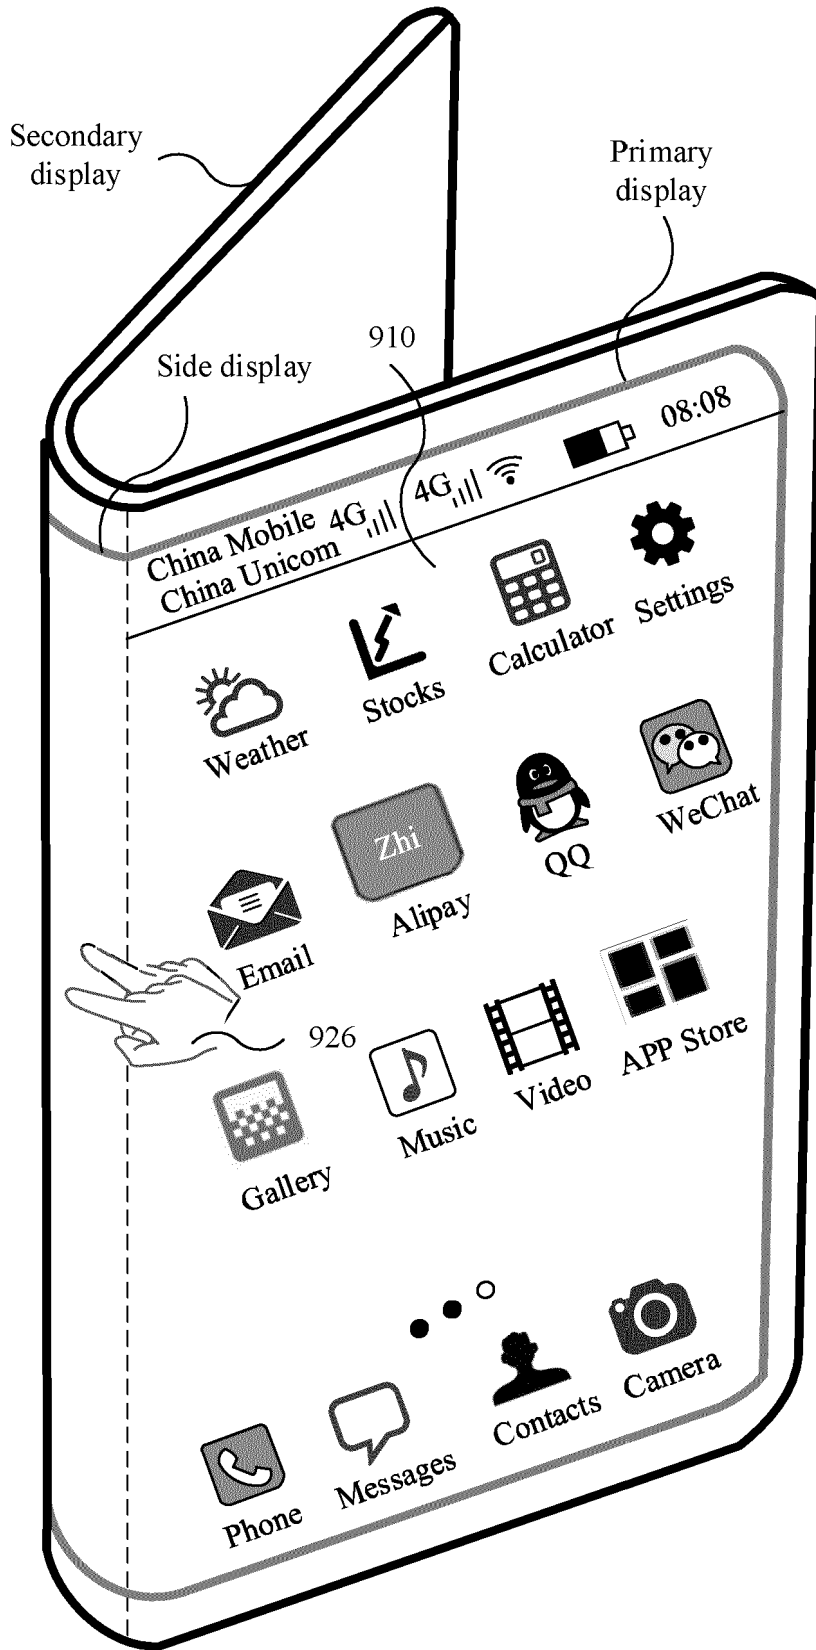 Secondary
display
Primary
display
910
Side display
08:08
China Mobile 4G 4G
China Unicom
Weather
Stocks
Calculator
Settings
Zhi
Email
Alipay
QQ
WeChat
926
Gallery
Music
Video
APP Store
Phone
Messages
Contacts
Camera